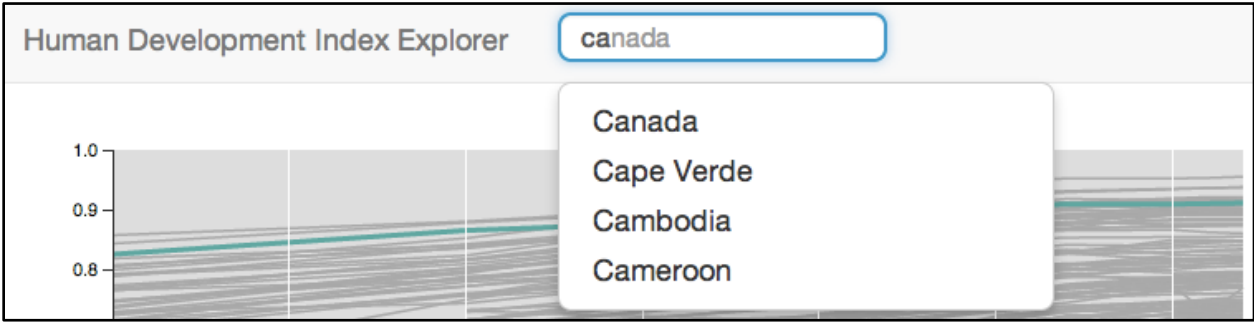 Human Development Index Explorer
canada
Canada
Cape Verde
Cambodia
Cameroon
1.0
0.9
0.8